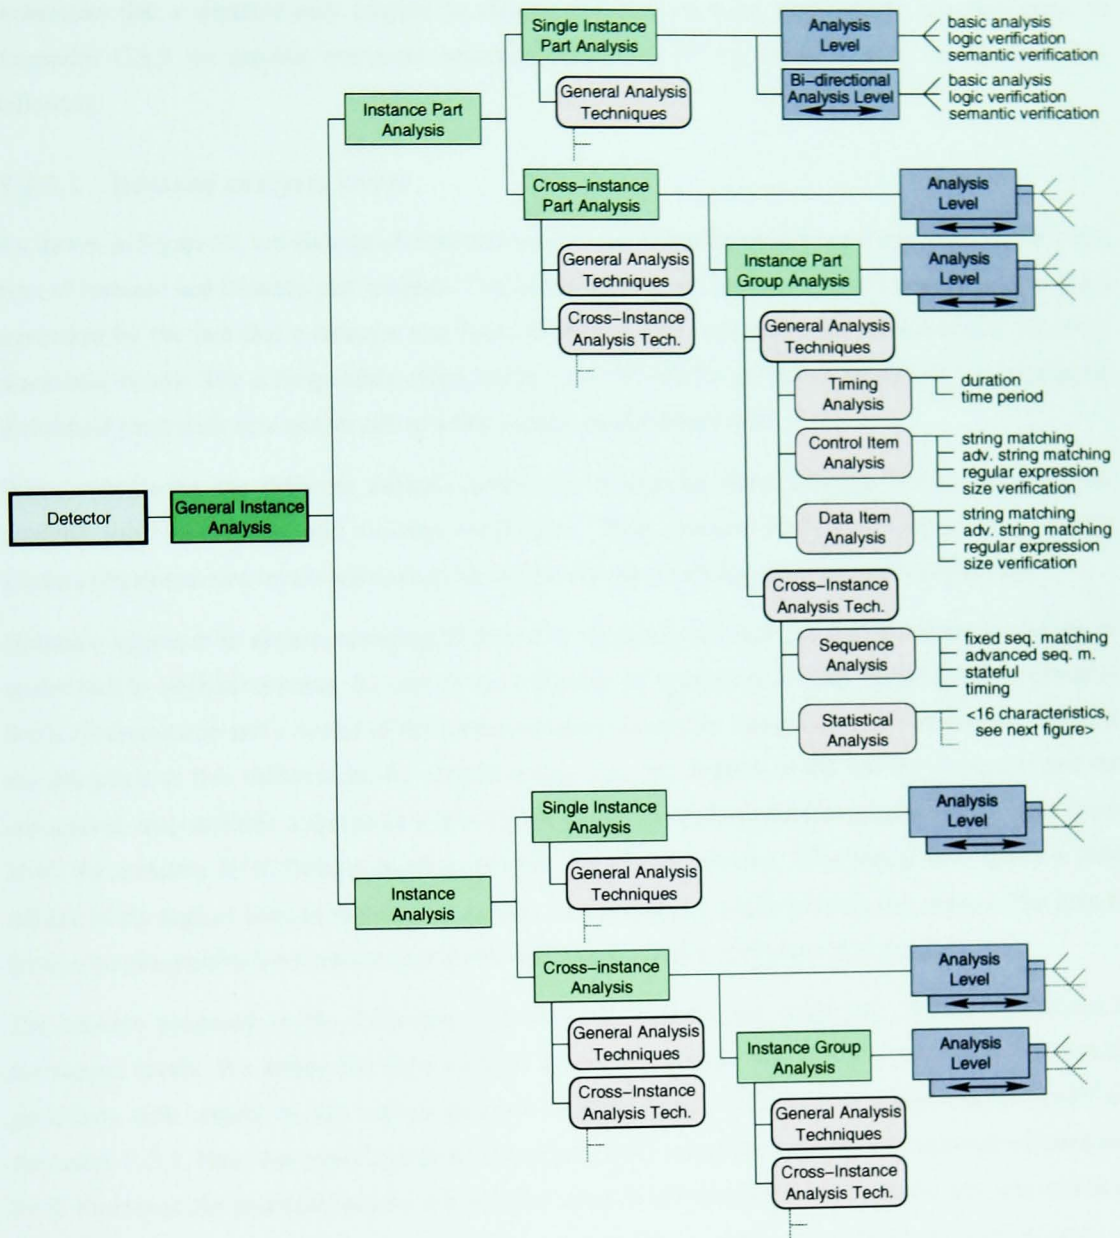 Single Instance
Part Analysis
Analysis
Level
basic analysis
logic verification
semantic verification
Bi-directional
Analysis Level
basic analysis
logic verification
semantic verification
General Analysis
Techniques
Instance Part
Analysis
Cross-instance
Part Analysis
Analysis
Level
General Analysis
Techniques
Instance Part
Group Analysis
Analysis
Level
Cross-Instance
Analysis Tech.
General Analysis
Techniques
Timing
Analysis
duration
time period
Control Item
Analysis
string matching
adv. string matching
regular expression
size verification
Detector
General Instance
Analysis
Data Item
Analysis
string matching
adv. string matching
regular expression
size verification
Cross-Instance
Analysis Tech.
Sequence
Analysis
fixed seq. matching
advanced seq. m.
stateful
timing
Statistical
Analysis
<16 characteristics,
see next figure>
Single Instance
Analysis
Analysis
Level
General Analysis
Techniques
Instance
Analysis
Cross-instance
Analysis
Analysis
Level
General Analysis
Techniques
Instance Group
Analysis
Analysis
Level
Cross-Instance
Analysis Tech.
General Analysis
Techniques
Cross-Instance
Analysis Tech.